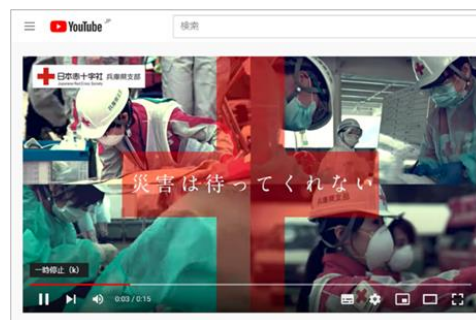 YouTube JP
検索
日本赤十字社 兵庫県支部
Japanese Red Cross Society
災害は待ってくれない
一時停止 (k)
0:03 / 0:15